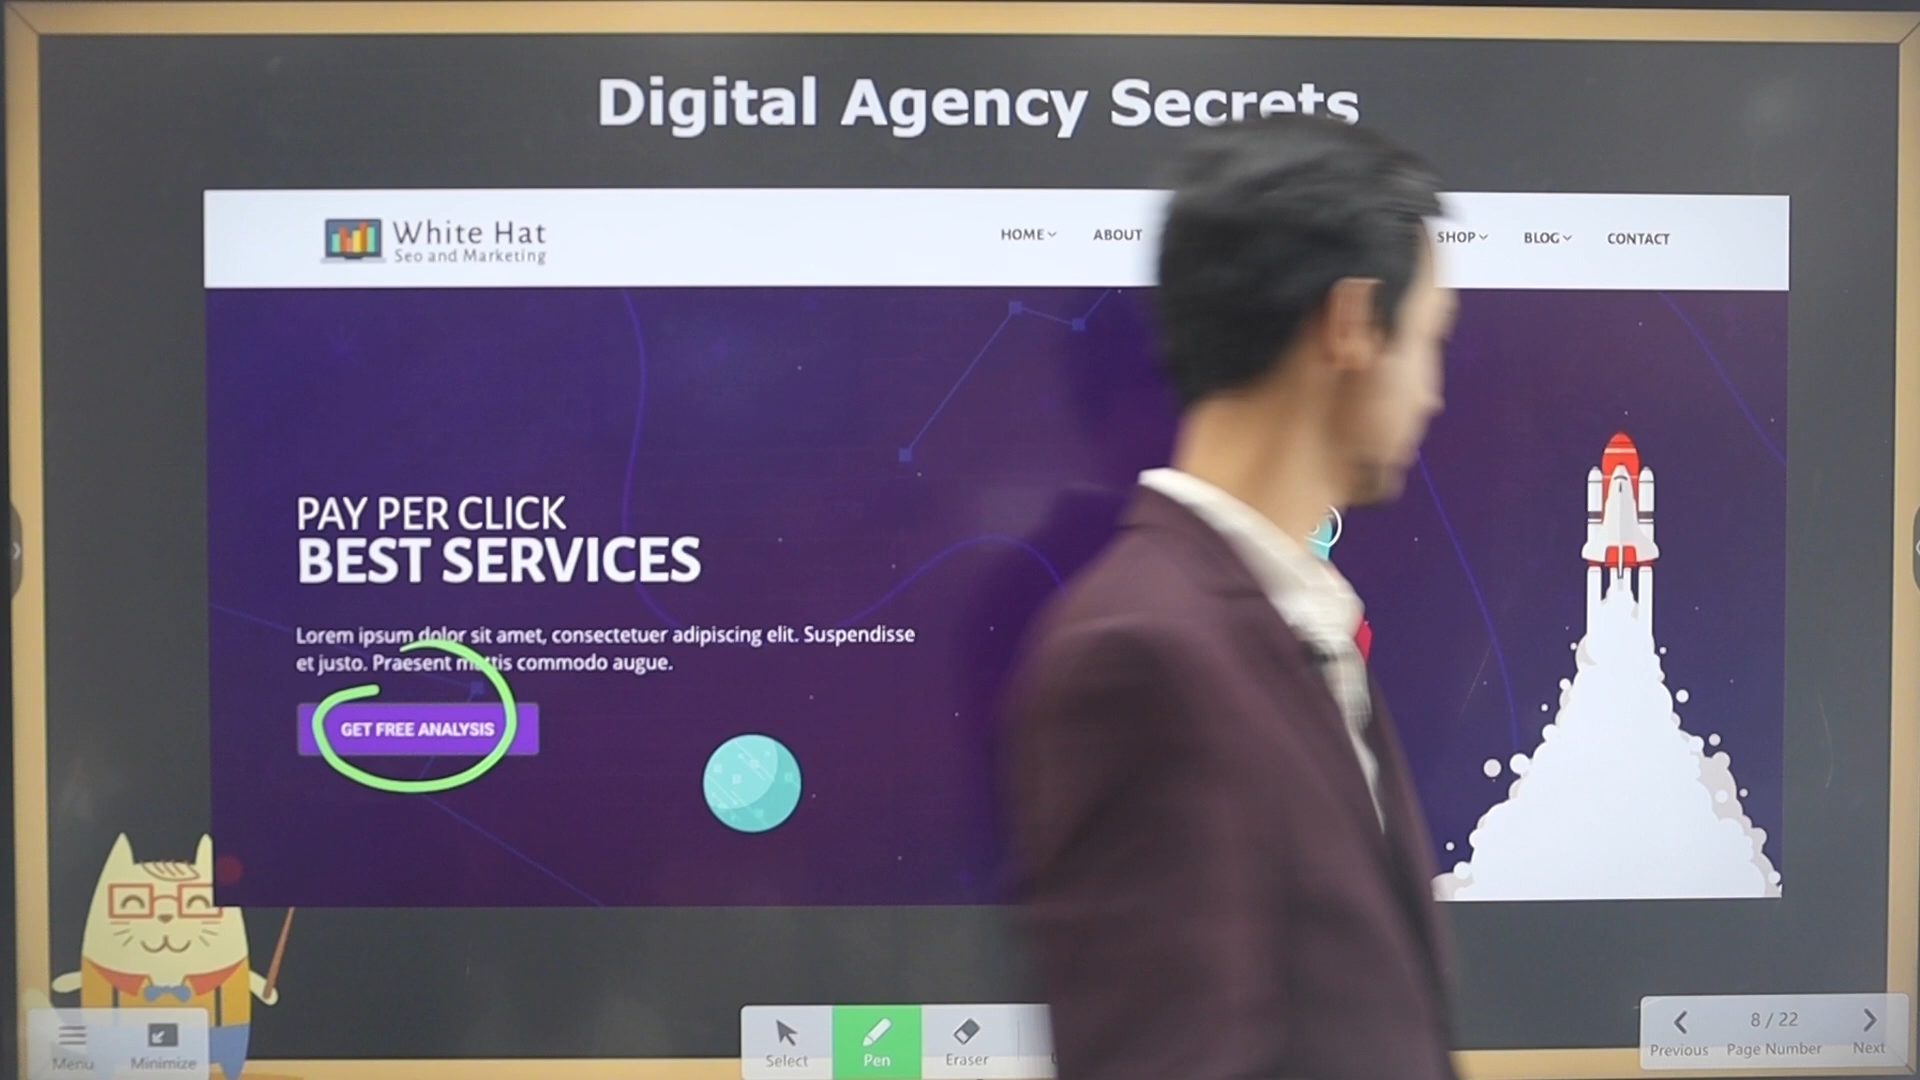 Digital Agency Secrets
White Hat
Seo and Marketing
HOME ABOUT SHOP BLOG CONTACT
PAY PER CLICK
BEST SERVICES
Lorem ipsum dolor sit amet, consectetuer adipiscing elit. Suspendisse
et justo. Praesent mattis commodo augue.
GET FREE ANALYSIS
Menu Minimize Select Pen Eraser
8 / 22
Previous Page Number Next